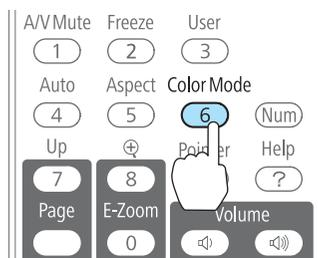 A/V Mute Freeze User
1 2 3
Auto Aspect Color Mode
4 5 6 Num
Up Help
7 8 ?
Page E-Zoom Volume
0